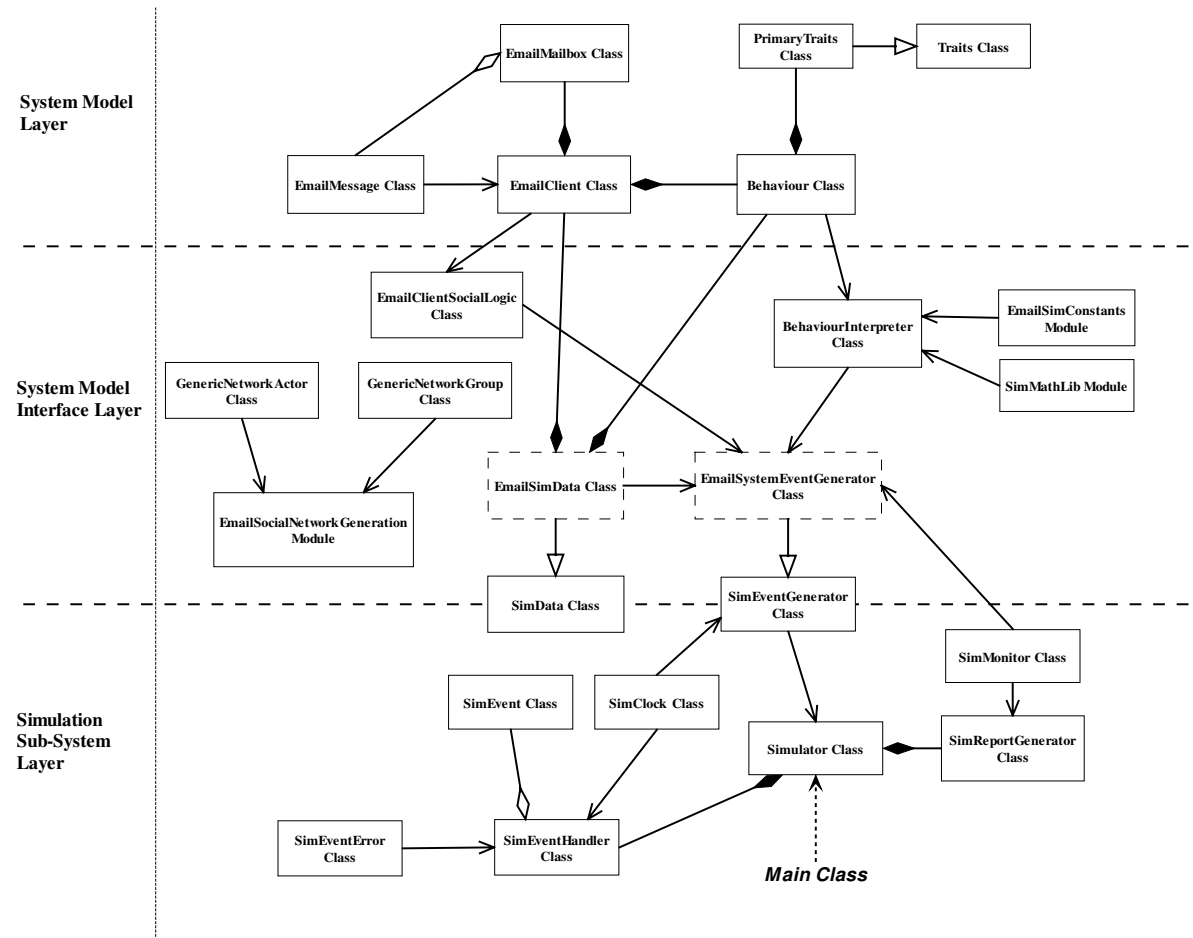 EmailMailbox Class
PrimaryTraits
Class
Traits Class
System Model
Layer
EmailMessage Class
EmailClient Class
Behaviour Class
EmailClientSocialLogic
Class
BehaviourInterpreter
Class
EmailSimConstants
Module
SimMathLib Module
System Model
Interface Layer
GenericNetworkActor
Class
GenericNetworkGroup
Class
EmailSimData Class
EmailSystemEventGenerator
Class
EmailSocialNetworkGeneration
Module
SimData Class
SimEventGenerator
Class
SimMonitor Class
SimEvent Class
SimClock Class
Simulation
Sub-System
Layer
Simulator Class
SimReportGenerator
Class
SimEventError
Class
SimEventHandler
Class
Main Class